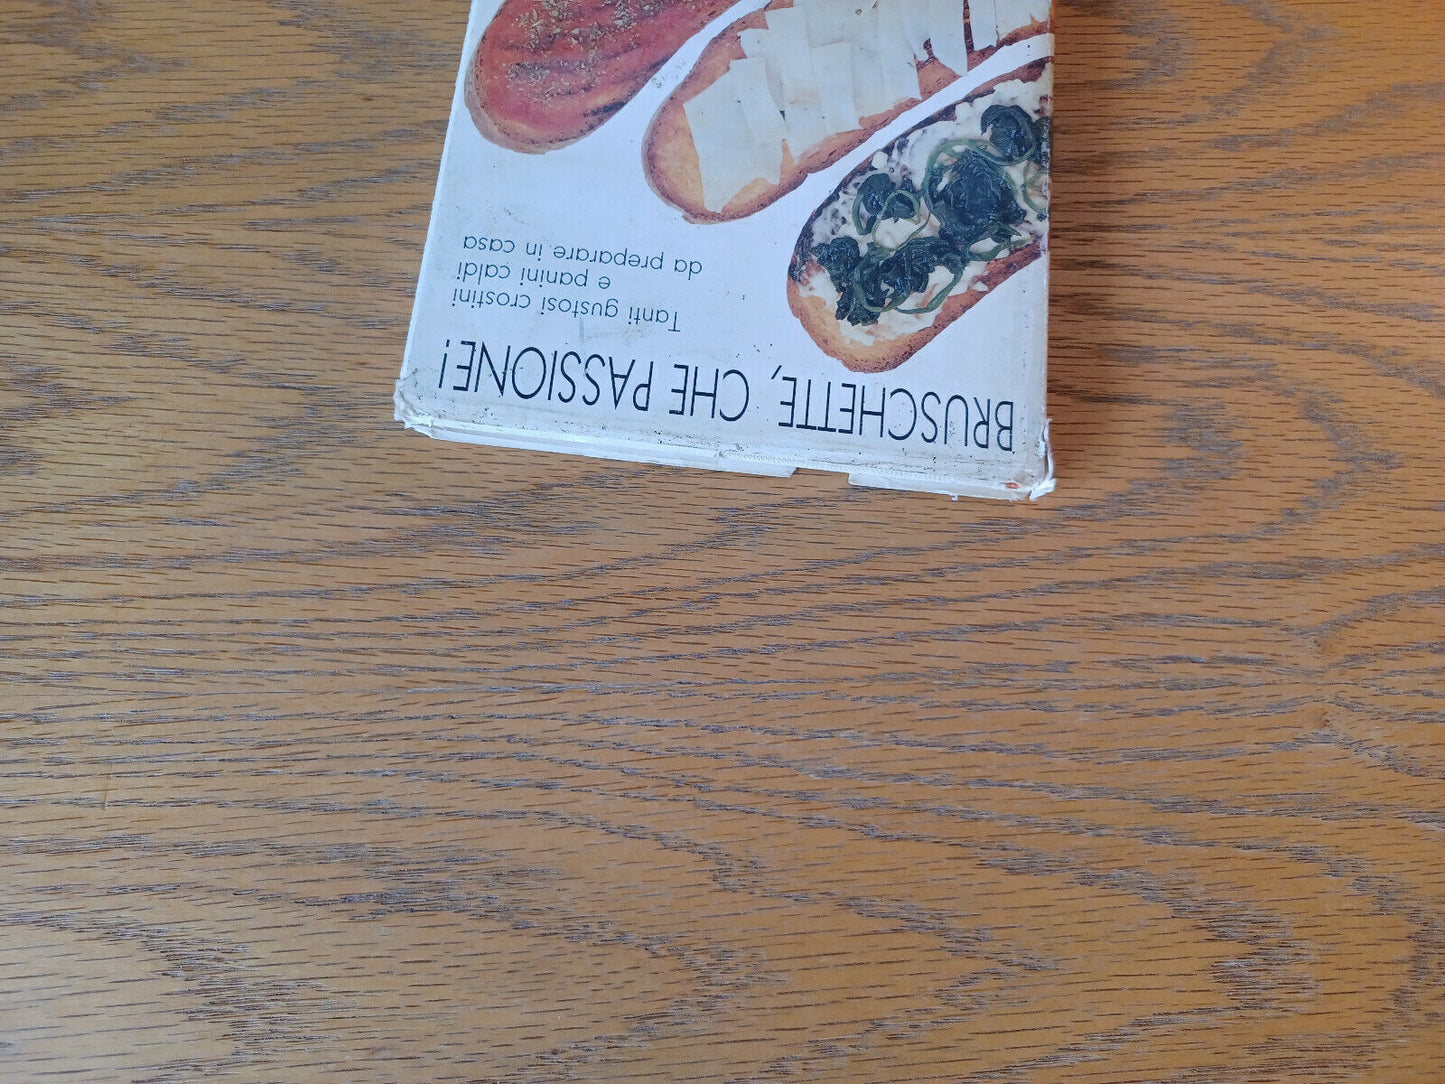 BRUSCHETTE, CHE PASSIONE!
Tanti gustosi crostini
e panini caldi
da preparare in casa